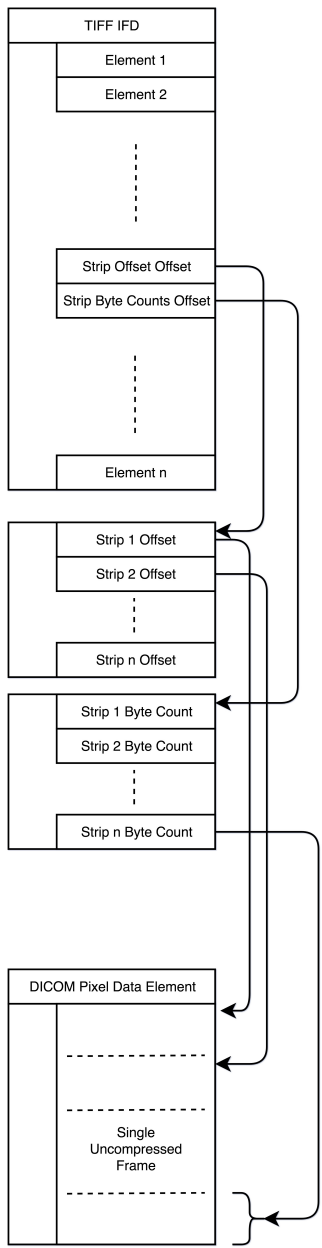 TIFF IFD
Element 1
Element 2
Strip Offset Offset
Strip Byte Counts Offset
Element n
Strip 1 Offset
Strip 2 Offset
Strip n Offset
Strip 1 Byte Count
Strip 2 Byte Count
Strip n Byte Count
DICOM Pixel Data Element
Single
Uncompressed
Frame